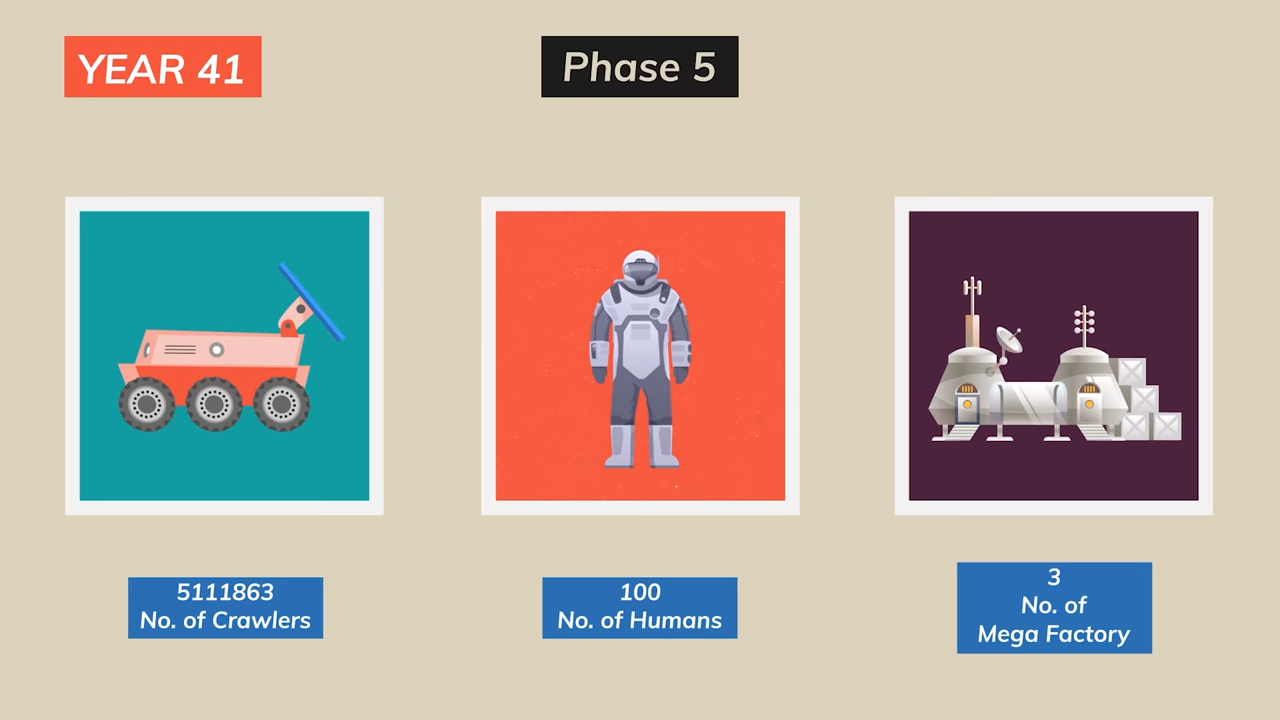 YEAR 41
Phase 5
5111863
No. of Crawlers
100
No. of Humans
3
No. of
Mega Factory